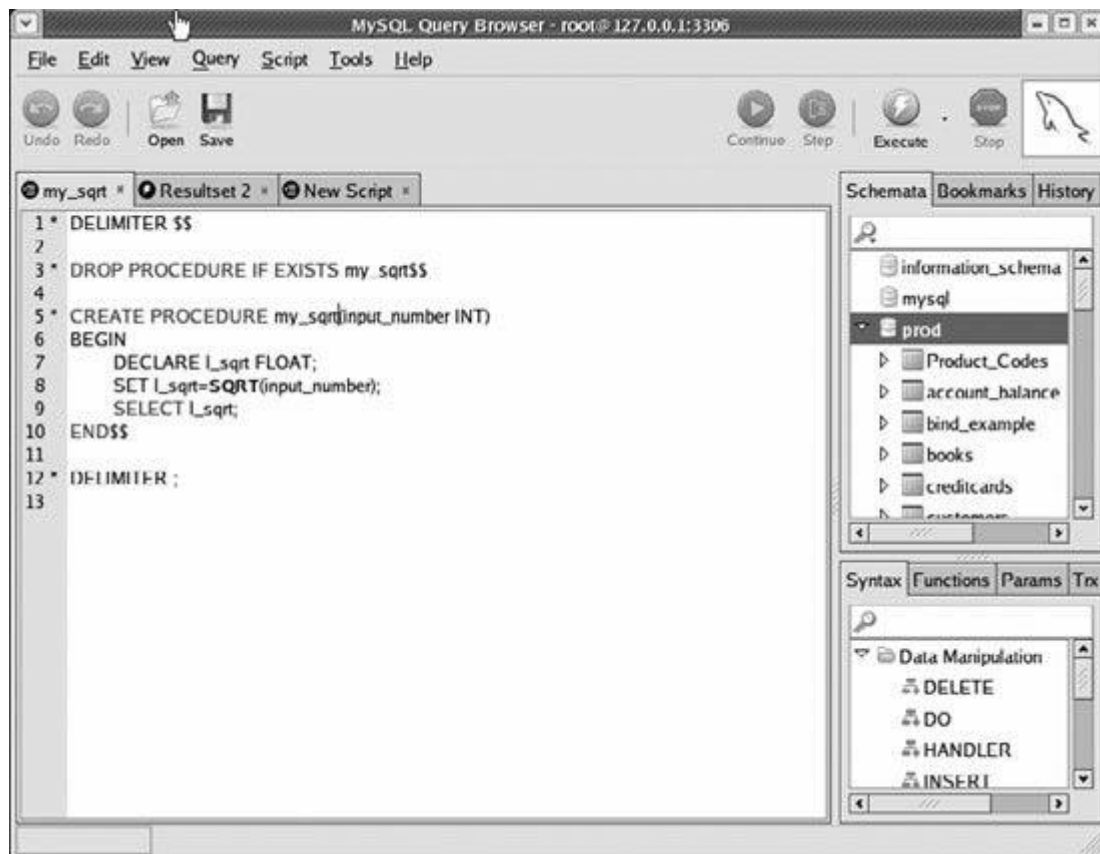 MySQL Query Browser - root@127.0.0.1:3306
File Edit View Query Script Tools Help
Undo Redo Open Save Continue Step Execute Stop
my_sqrt Resultset 2 New Script
1 * DELIMITER $$
2
3 * DROP PROCEDURE IF EXISTS my_sqrt$$
4
5 * CREATE PROCEDURE my_sqrt(input_number INT)
6 BEGIN
7 DECLARE l_sqrt FLOAT;
8 SET l_sqrt=SQRT(input_number);
9 SELECT l_sqrt;
10 END$$
11
12 * DELIMITER ;
13
Schemata Bookmarks History
information_schema
mysql
prod
Product_Codes
account_balance
bind_example
books
creditcards
customers
Syntax Functions Params Trx
Data Manipulation
DELETE
DO
HANDLER
INSERT